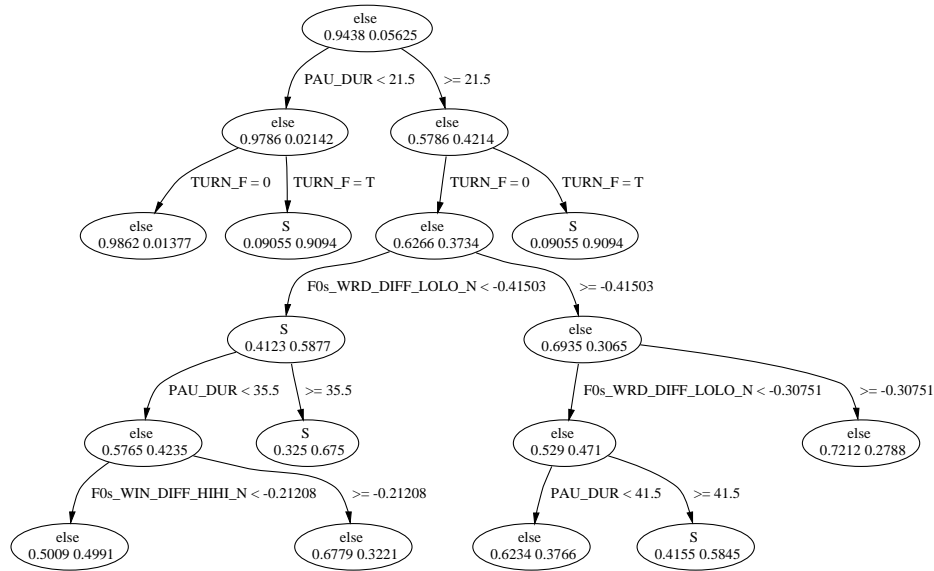 else
0.9438 0.05625
PAU_DUR < 21.5
>= 21.5
else
0.9786 0.02142
else
0.5786 0.4214
TURN_F = 0
TURN_F = T
TURN_F = 0
TURN_F = T
else
0.9862 0.01377
S
0.09055 0.9094
else
0.6266 0.3734
S
0.09055 0.9094
F0s_WRD_DIFF_LOLO_N < -0.41503
>= -0.41503
S
0.4123 0.5877
else
0.6935 0.3065
PAU_DUR < 35.5
>= 35.5
F0s_WRD_DIFF_LOLO_N < -0.30751
>= -0.30751
else
0.5765 0.4235
S
0.325 0.675
else
0.529 0.471
else
0.7212 0.2788
F0s_WIN_DIFF_HIHI_N < -0.21208
>= -0.21208
PAU_DUR < 41.5
>= 41.5
else
0.5009 0.4991
else
0.6779 0.3221
else
0.6234 0.3766
S
0.4155 0.5845